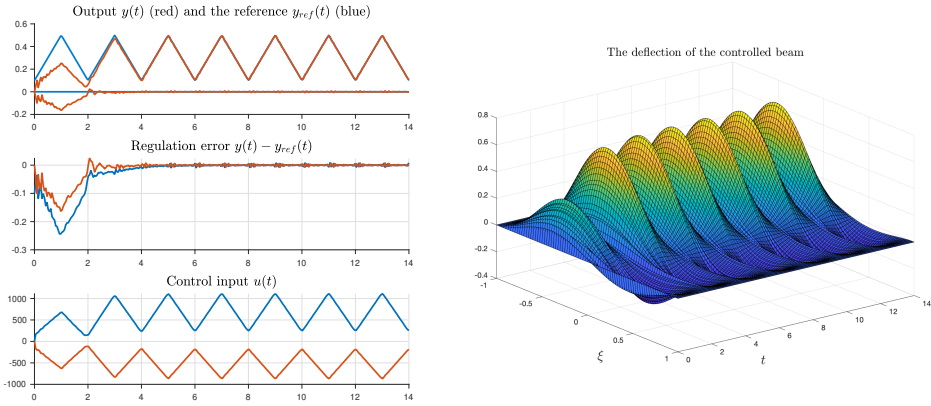 Output y(t) (red) and the reference y_ref(t) (blue)
0.6
0.4
0.2
0
-0.2
0 2 4 6 8 10 12 14
Regulation error y(t) − y_ref(t)
0
-0.1
-0.2
-0.3
0 2 4 6 8 10 12 14
Control input u(t)
1000
500
0
-500
-1000
0 2 4 6 8 10 12 14
The deflection of the controlled beam
0.8
0.6
0.4
0.2
0
-0.2
-0.4
-1
-0.5
0
0.5
1
ξ
0 2 4 6 8 10 12 14
t